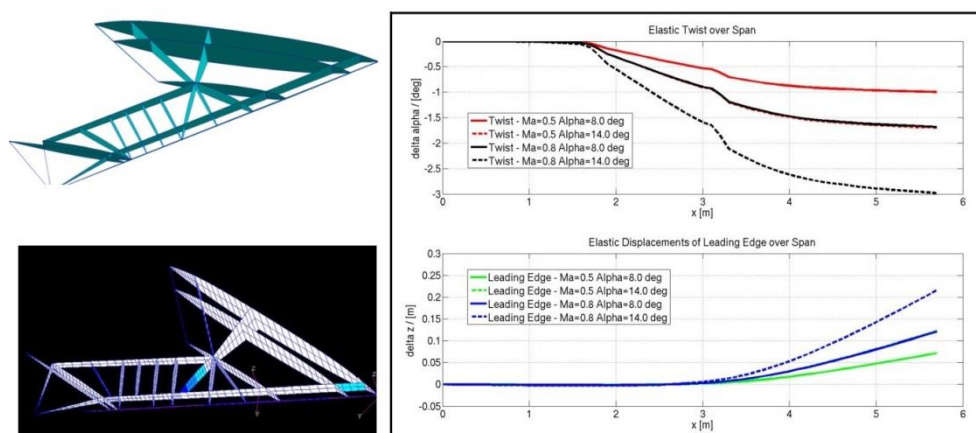 Elastic Twist over Span
0
-0.5
-1
-1.5
-2
-2.5
-3
delta alpha / [deg]
Twist - Ma=0.5 Alpha=8.0 deg
Twist - Ma=0.5 Alpha=14.0 deg
Twist - Ma=0.8 Alpha=8.0 deg
Twist - Ma=0.8 Alpha=14.0 deg
0 1 2 3 4 5 6
x [m]
Elastic Displacements of Leading Edge over Span
0.3
0.25
0.2
0.15
0.1
0.05
0
-0.05
delta z / [m]
Leading Edge - Ma=0.5 Alpha=8.0 deg
Leading Edge - Ma=0.5 Alpha=14.0 deg
Leading Edge - Ma=0.8 Alpha=8.0 deg
Leading Edge - Ma=0.8 Alpha=14.0 deg
0 1 2 3 4 5 6
x [m]